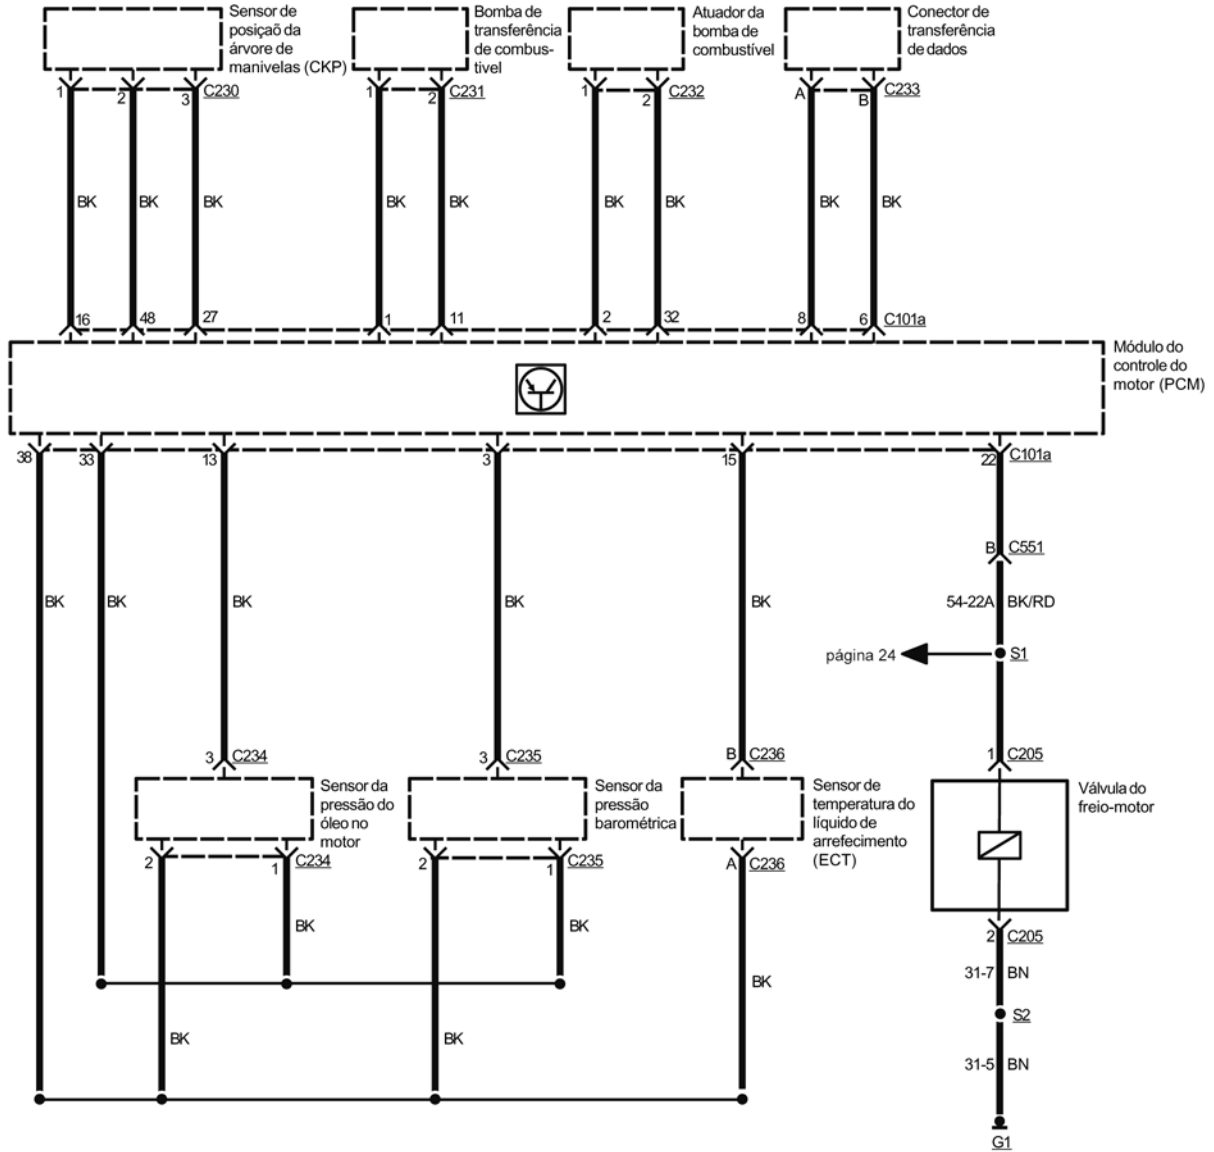 Sensor de
posição da
árvore de
manivelas (CKP)
Bomba de
transferência
de combus-
tivel
Atuador da
bomba de
combustível
Conector de
transferência
de dados
1 2 3 C230
1 2 C231
1 2 C232
A B C233
BK BK BK BK BK BK BK BK BK
16 48 27 1 11 2 32 8 6 C101a
Módulo do
controle do
motor (PCM)
38 33 13 3 15 22 C101a
B C551
BK BK BK BK BK 54-22A BK/RD
página 24 S1
3 C234 3 C235 B C236 1 C205
Sensor da
pressão do
óleo no
motor
Sensor da
pressão
barométrica
Sensor de
temperatura do
líquido de
arrefecimento
(ECT)
Válvula do
freio-motor
2 1 C234 2 1 C235 A C236
BK BK 2 C205
BK 31-7 BN
S2
BK BK 31-5 BN
G1